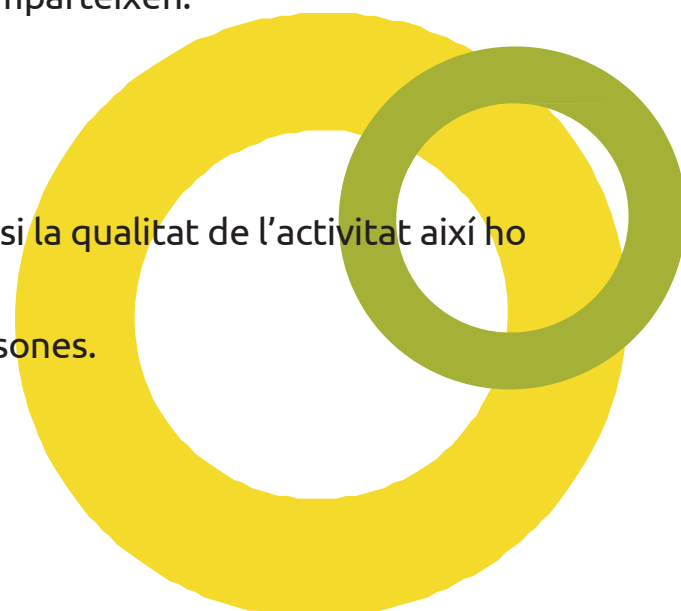 mparteixen.
si la qualitat de l’activitat així ho
sones.